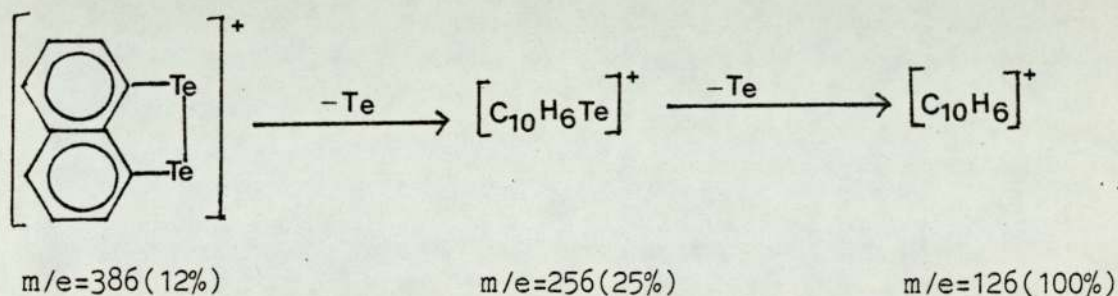 +
Te
Te
−Te
[C10H6Te]+
−Te
[C10H6]+
m/e=386(12%)
m/e=256(25%)
m/e=126(100%)